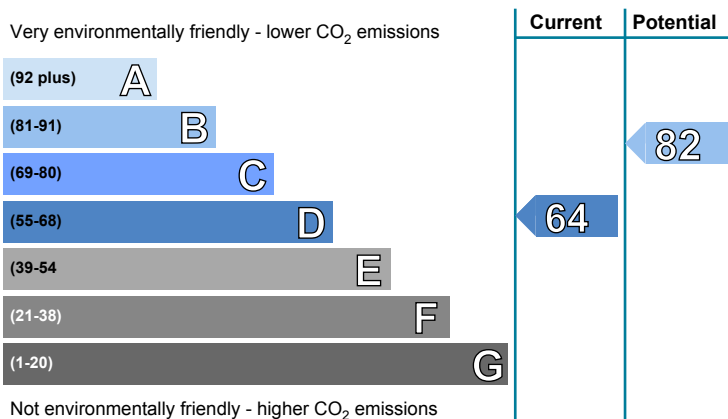 Current Potential
Very environmentally friendly - lower CO2 emissions
(92 plus) A
(81-91) B
82
(69-80) C
(55-68) D
64
(39-54 E
(21-38) F
(1-20) G
Not environmentally friendly - higher CO2 emissions